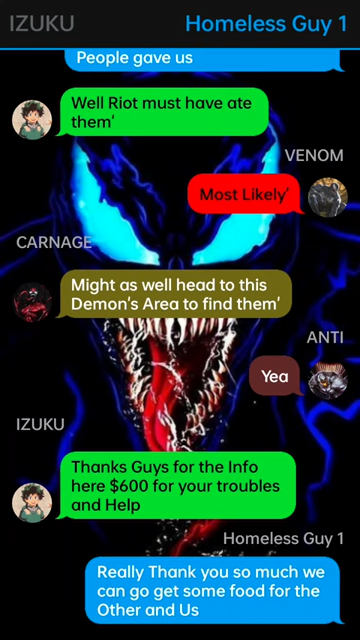 IZUKU
Homeless Guy 1
People gave us
Well Riot must have ate
them'
VENOM
Most Likely'
CARNAGE
Might as well head to this
Demon's Area to find them'
ANTI
Yea
IZUKU
Thanks Guys for the Info
here $600 for your troubles
and Help
Homeless Guy 1
Really Thank you so much we
can go get some food for the
Other and Us